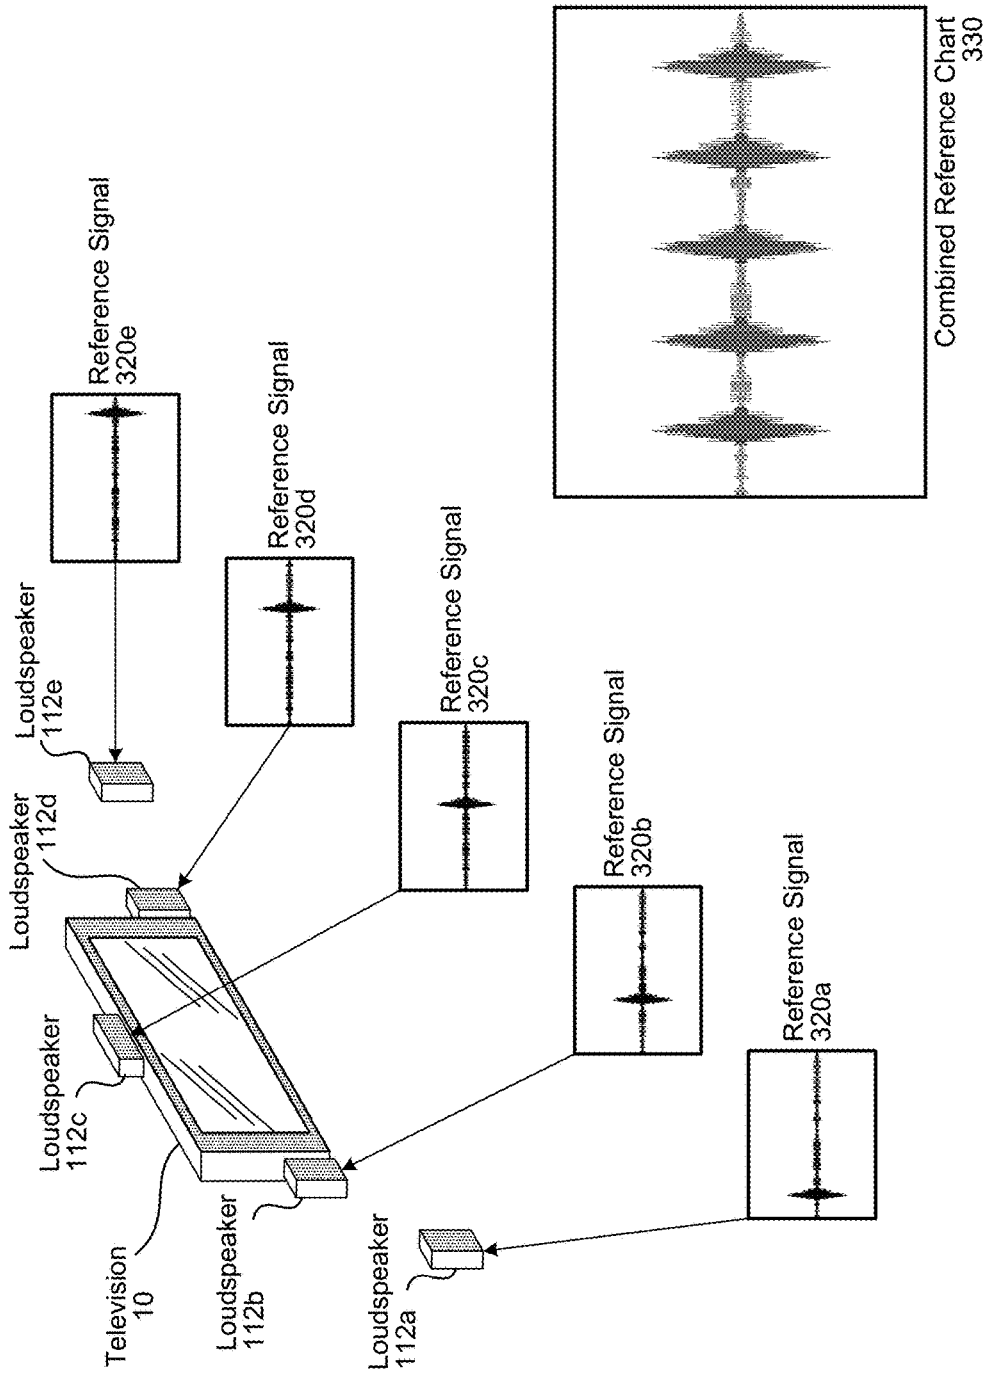 Television
10
Loudspeaker
112a
Loudspeaker
112b
Loudspeaker
112c
Loudspeaker
112d
Loudspeaker
112e
Reference Signal
320a
Reference Signal
320b
Reference Signal
320c
Reference Signal
320d
Reference Signal
320e
Combined Reference Chart
330